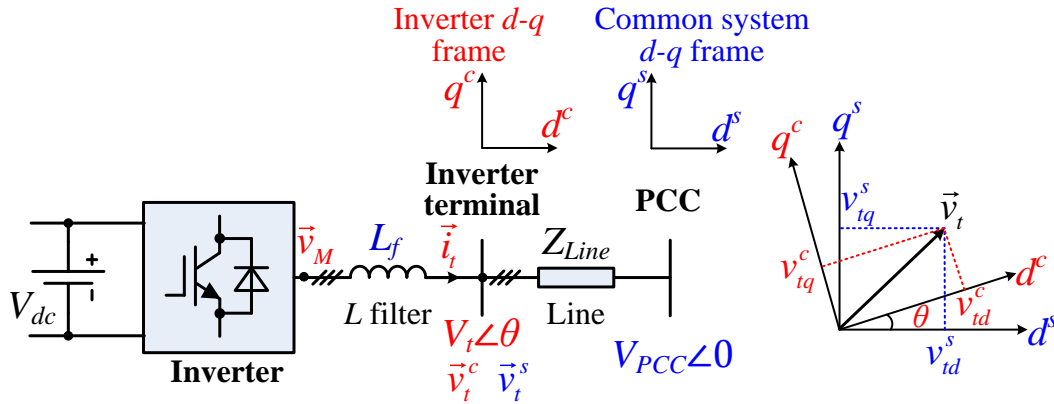 Inverter d-q
frame
Common system
d-q frame
q^c
d^c
q^s
d^s
Inverter
terminal
PCC
V_dc
+
I
Inverter
v⃗_M
L_f
L filter
i⃗_t
Z_Line
Line
V_t∠θ
v⃗_t^c v⃗_t^s
V_PCC∠0
q^c
q^s
v_tq^s
v⃗_t
v_tq^c
d^c
v_td^c
θ
d^s
v_td^s